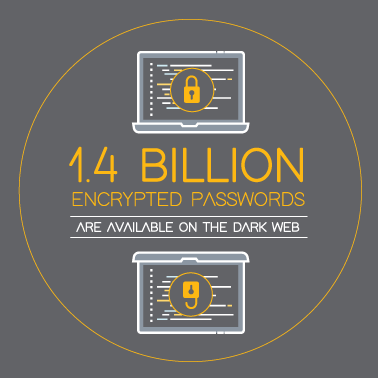 1.4 BILLION
ENCRYPTED PASSWORDS
ARE AVAILABLE ON THE DARK WEB